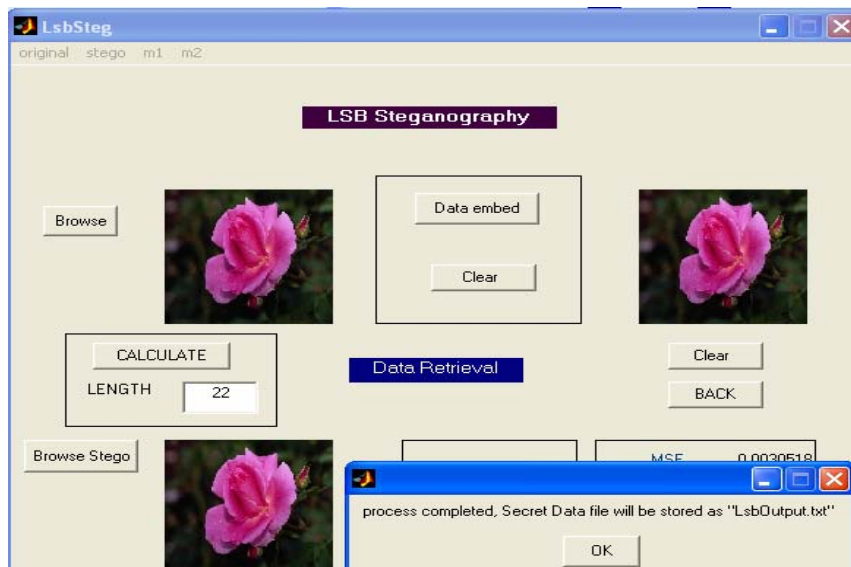 LsbSteg
original stego m1 m2
LSB Steganography
Browse
Data embed
Clear
CALCULATE
LENGTH 22
Data Retrieval
Clear
BACK
Browse Stego
MSE 0.0030518
process completed, Secret Data file will be stored as "LsbOutput.txt"
OK